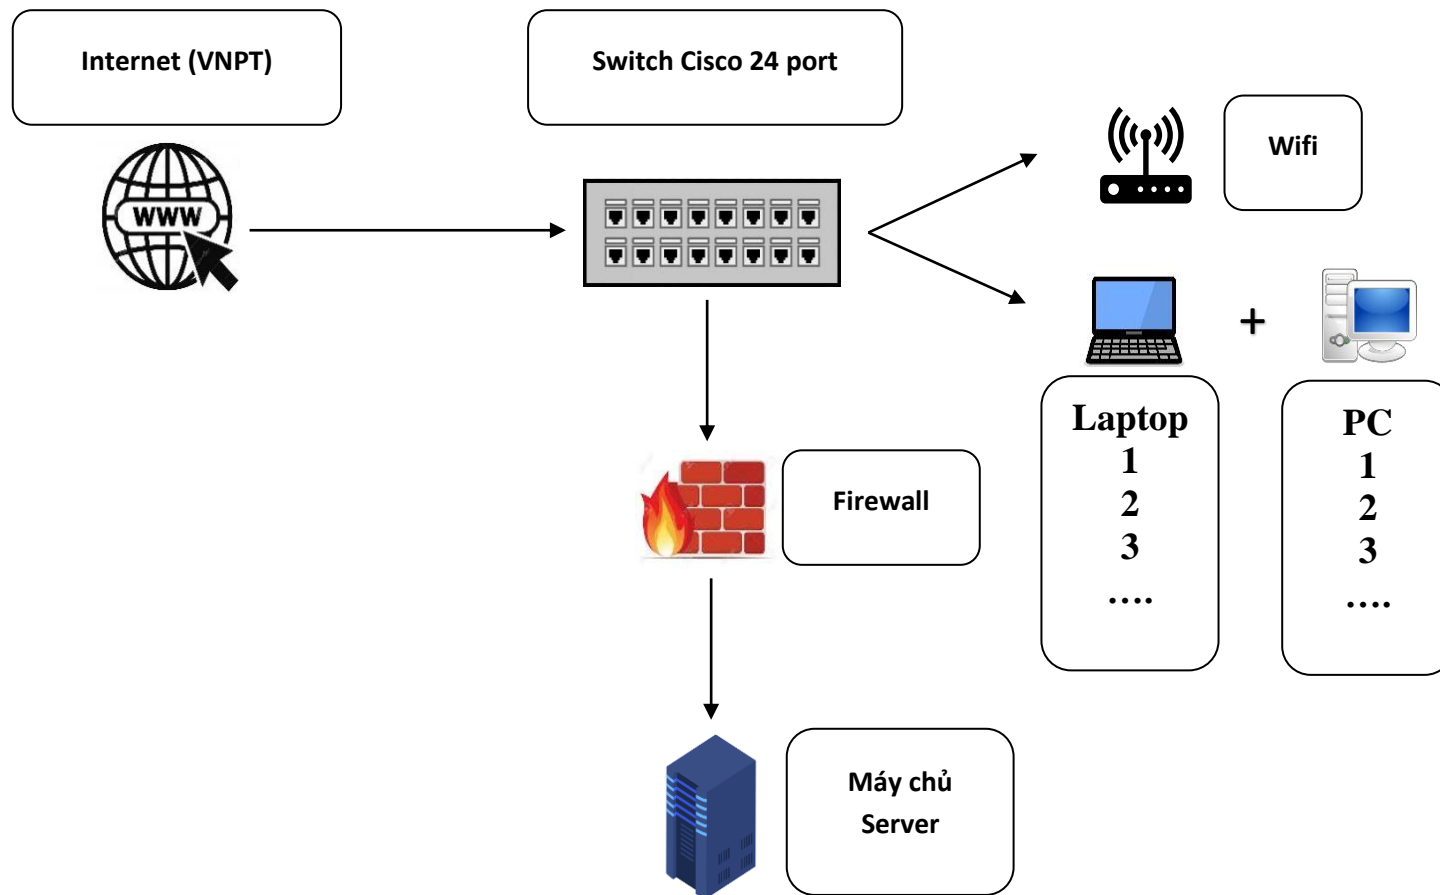 Internet (VNPT)
Switch Cisco 24 port
WWW
Wifi
+
Laptop
1
2
3
….
PC
1
2
3
….
Firewall
Máy chủ
Server